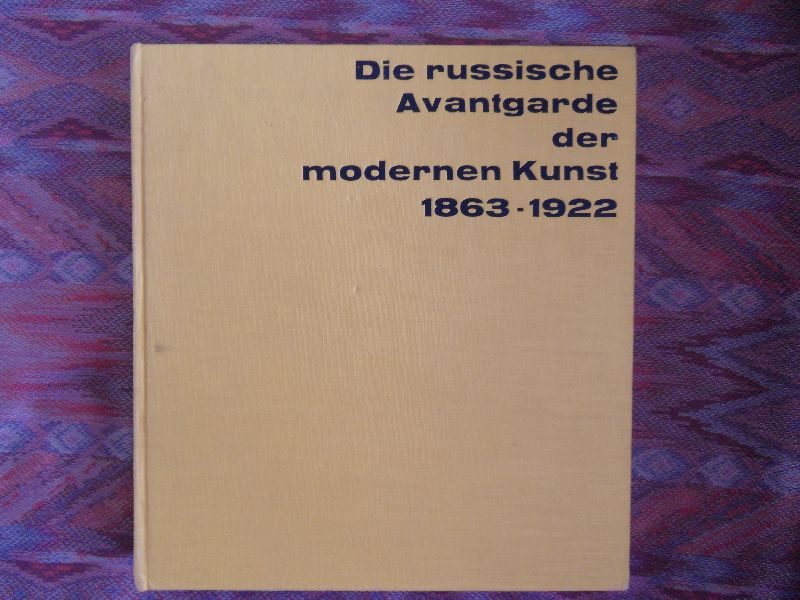 Die russische
Avantgarde
der
modernen Kunst
1863 - 1922